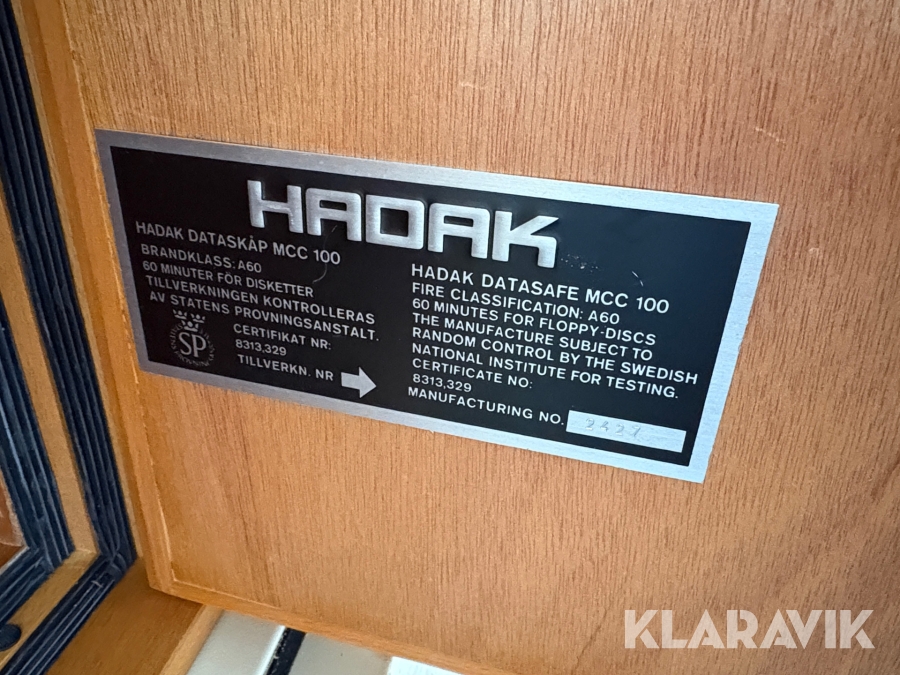 HADAK
HADAK DATASKÅP MCC 100
BRANDKLASS: A60
60 MINUTER FÖR DISKETTER
TILLVERKNINGEN KONTROLLERAS
AV STATENS PROVNINGSANSTALT.
SP
CERTIFIKAT NR:
8313,329
TILLVERKN. NR
HADAK DATASAFE MCC 100
FIRE CLASSIFICATION: A60
60 MINUTES FOR FLOPPY-DISCS
THE MANUFACTURE SUBJECT TO
RANDOM CONTROL BY THE SWEDISH
NATIONAL INSTITUTE FOR TESTING.
CERTIFICATE NO:
8313,329
MANUFACTURING NO.
KLARAVIK